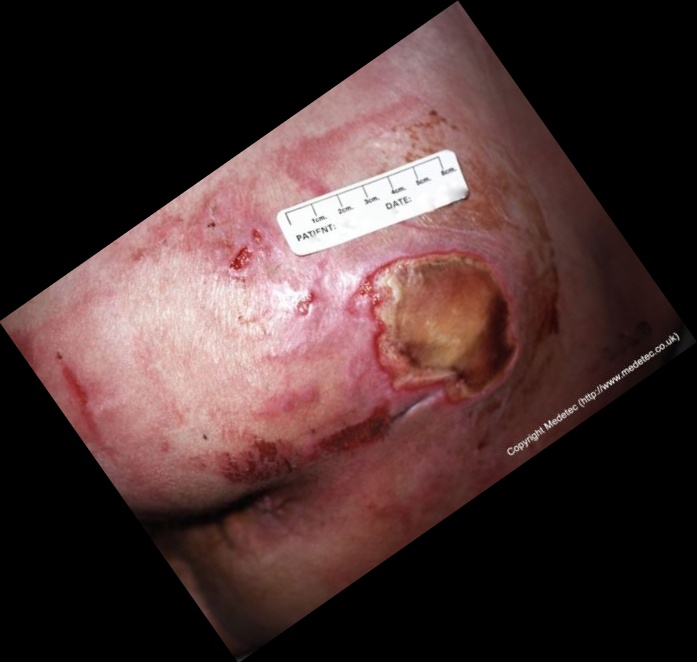 1cm. 2cm. 3cm. 4cm. 5cm. 6cm.
PATIENT: DATE:
Copyright Medetec (http://www.medetec.co.uk)